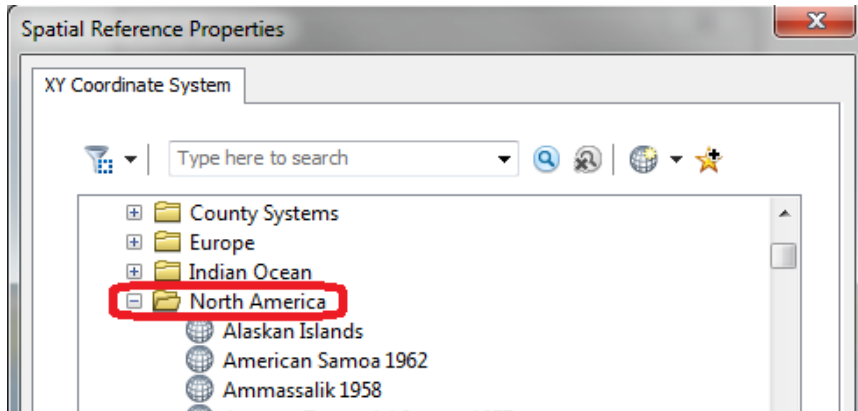 Spatial Reference Properties
XY Coordinate System
Type here to search
County Systems
Europe
Indian Ocean
North America
Alaskan Islands
American Samoa 1962
Ammassalik 1958